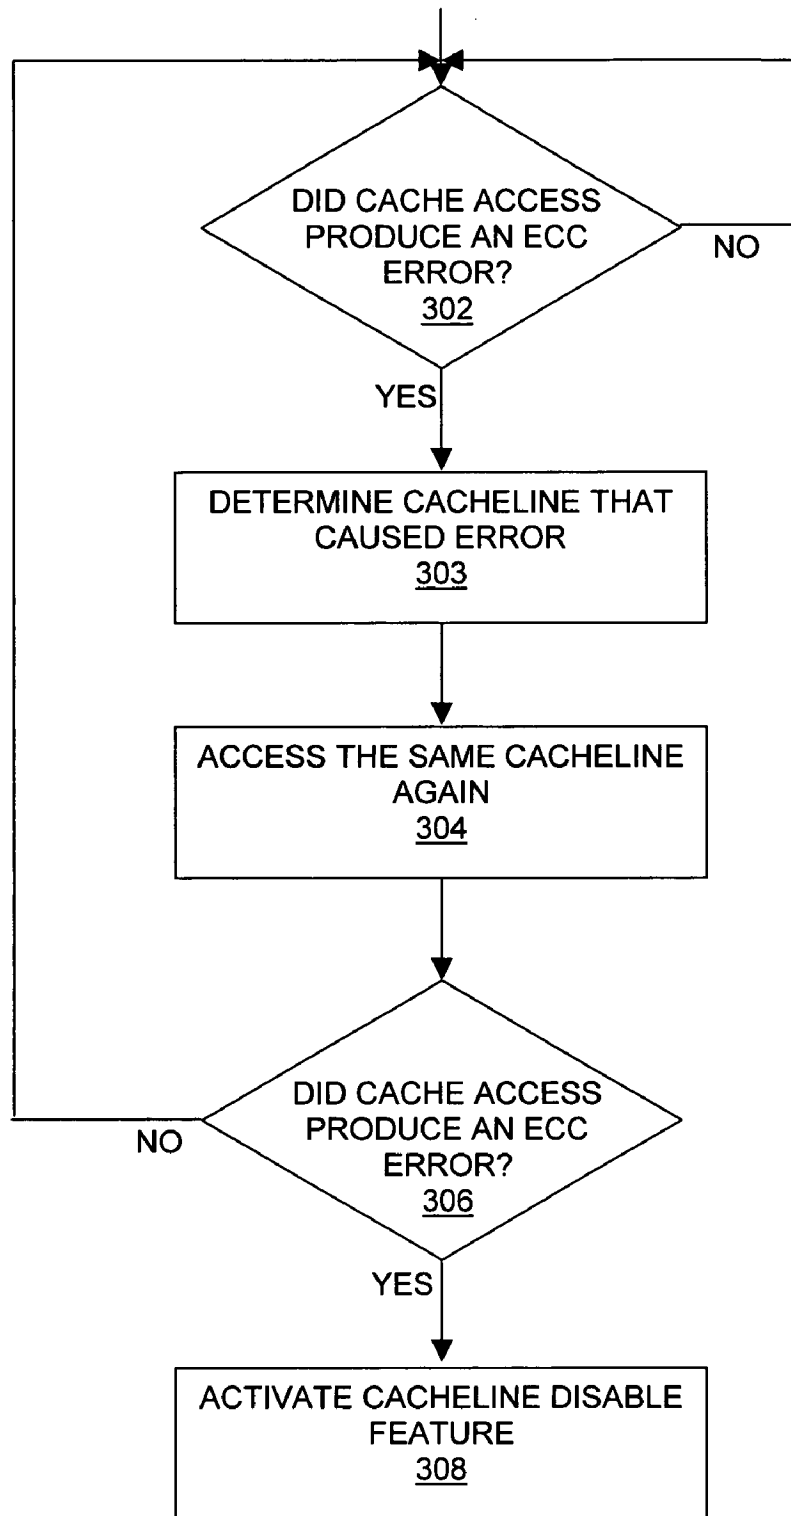 DID CACHE ACCESS
PRODUCE AN ECC
ERROR?
302
NO
YES
DETERMINE CACHELINE THAT
CAUSED ERROR
303
ACCESS THE SAME CACHELINE
AGAIN
304
DID CACHE ACCESS
PRODUCE AN ECC
ERROR?
306
NO
YES
ACTIVATE CACHELINE DISABLE
FEATURE
308